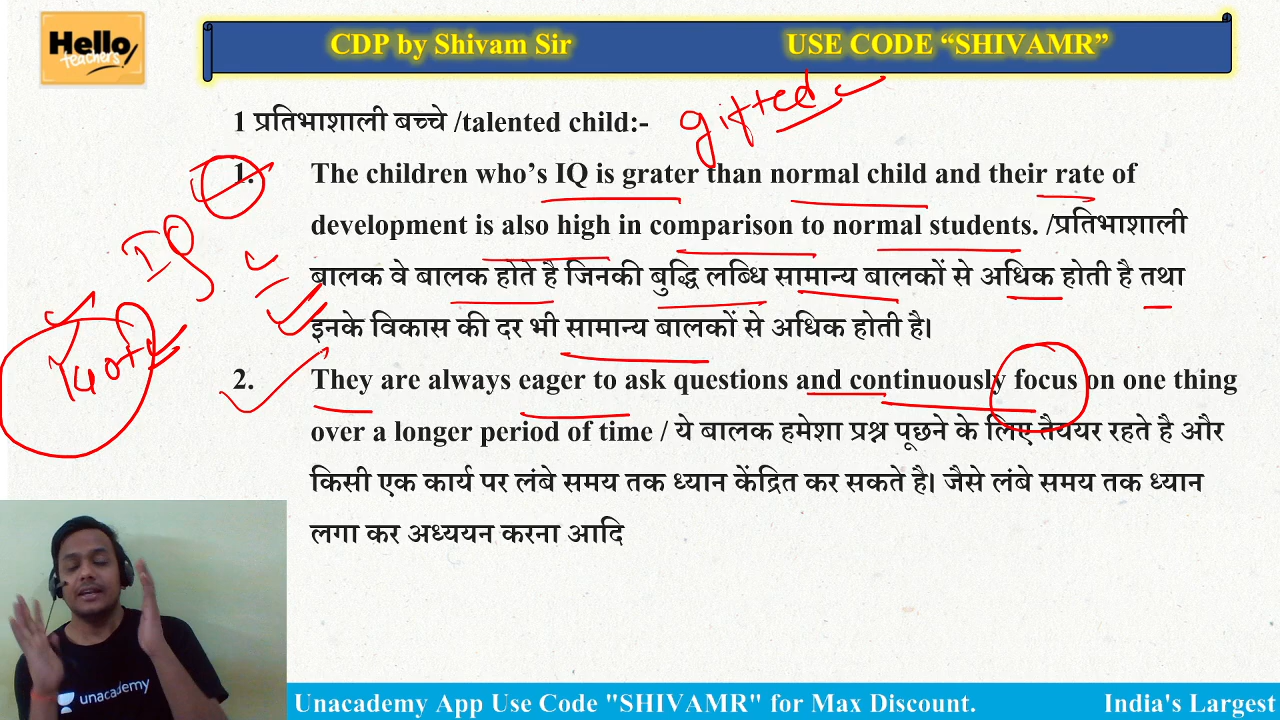 Hello
teachers
CDP by Shivam Sir USE CODE “SHIVAMR”
gifted
1 प्रतिभाशाली बच्चे /talented child:-
1. The children who’s IQ is grater than normal child and their rate of
development is also high in comparison to normal students. /प्रतिभाशाली
बालक वे बालक होते है जिनकी बुद्धि लब्धि सामान्य बालकों से अधिक होती है तथा
इनके विकास की दर भी सामान्य बालकों से अधिक होती है।
IQ
2. They are always eager to ask questions and continuously focus on one thing
over a longer period of time / ये बालक हमेशा प्रश्न पूछने के लिए तैययर रहते है और
किसी एक कार्य पर लंबे समय तक ध्यान केंद्रित कर सकते है। जैसे लंबे समय तक ध्यान
लगा कर अध्ययन करना आदि
unacademy
Unacademy App Use Code "SHIVAMR" for Max Discount. India's Largest